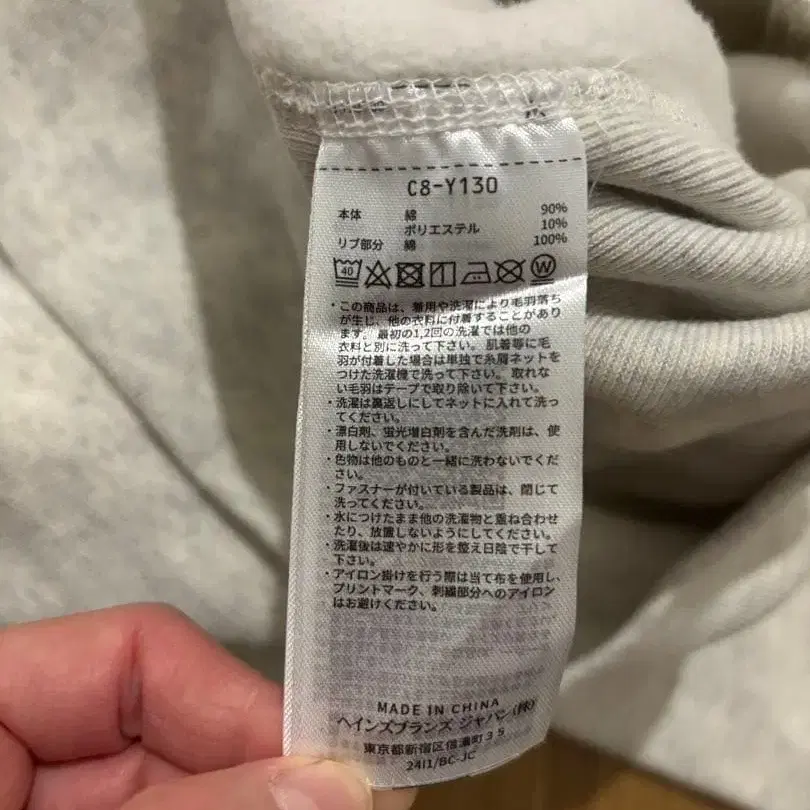 C8-Y130
本体 綿 90%
ポリエステル 10%
リブ部分 綿 100%
40 W
・この商品は、着用や洗濯により毛羽落ち
が生じ、他の衣料に付着することがあり
ます。最初の1,2回の洗濯では他の
衣料と別に洗って下さい。肌着等に毛
羽が付着した場合は単独で糸屑ネットを
つけた洗濯機で洗って下さい。取れな
い毛羽はテープで取り除いて下さい。
・洗濯は裏返しにしてネットに入れて洗っ
てください。
・漂白剤、蛍光増白剤を含んだ洗剤は、使
用しないでください。
・色物は他のものと一緒に洗わないでくだ
さい。
・ファスナーが付いている製品は、閉じて
洗ってください。
・水につけたまま他の洗濯物と重ね合わせ
たり、放置しないようにしてください。
・洗濯後は速やかに形を整え日陰で干して
下さい。
・アイロン掛けを行う際は当て布を使用し、
プリントマーク、刺繍部分へのアイロン
はお避けください。
MADE IN CHINA
ヘインズブランズ ジャパン(株)
東京都新宿区信濃町35
24I1/BC-JC